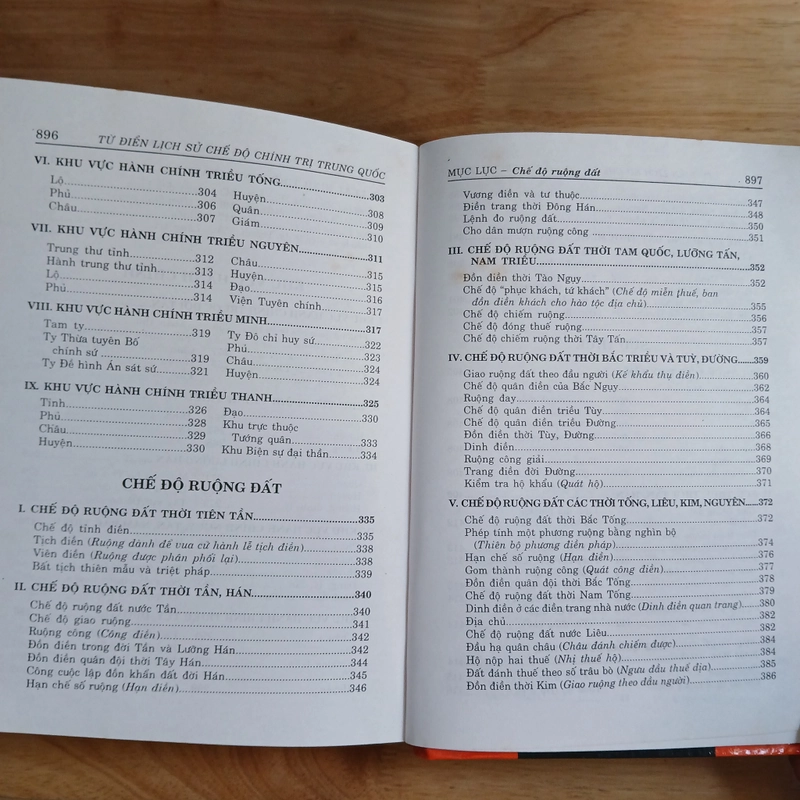 896 TỪ ĐIỂN LỊCH SỬ CHẾ ĐỘ CHÍNH TRỊ TRUNG QUỐC
VI. KHU VỰC HÀNH CHÍNH TRIỀU TỐNG....................303
Lộ....................304
Phủ....................306
Châu....................307
Huyện....................308
Quân....................309
Giám....................310
VII. KHU VỰC HÀNH CHÍNH TRIỀU NGUYÊN....................311
Trung thư tỉnh....................312
Hành trung thư tỉnh....................313
Lộ....................314
Phủ....................314
Châu....................315
Huyện....................315
Đạo....................316
Viện Tuyên chính....................317
VIII. KHU VỰC HÀNH CHÍNH TRIỀU MINH....................317
Tam ty....................319
Ty Thừa tuyên Bố
chính sứ....................319
Ty Đề hình Án sát sứ....................321
Ty Đô chỉ huy sứ....................322
Phủ....................323
Châu....................324
Huyện....................324
IX. KHU VỰC HÀNH CHÍNH TRIỀU THANH....................325
Tỉnh....................326
Phủ....................328
Châu....................329
Huyện....................330
Đạo....................330
Khu trực thuộc
Tướng quân....................333
Khu Biện sự đại thần....................334
CHẾ ĐỘ RUỘNG ĐẤT
I. CHẾ ĐỘ RUỘNG ĐẤT THỜI TIÊN TẦN....................335
Chế độ tỉnh điền....................335
Tịch điền (Ruộng dành để vua cử hành lễ tịch điền)....................338
Viên điền (Ruộng được phân phối lại)....................338
Bất tịch thiên mẫu và triệt pháp....................339
II. CHẾ ĐỘ RUỘNG ĐẤT THỜI TẦN, HÁN....................340
Chế độ ruộng đất nước Tần....................340
Chế độ giao ruộng....................341
Ruộng công (Công điền)....................342
Đồn điền trong đời Tần và Lưỡng Hán....................342
Đồn điền quân đội thời Tây Hán....................344
Công cuộc lập đồn khẩn đất đời Hán....................345
Hạn chế số ruộng (Hạn điền)....................346
MỤC LỤC – Chế độ ruộng đất 897
Vương điền và tư thuộc....................347
Điền trang thời Đông Hán....................348
Lệnh đo ruộng đất....................350
Cho dân mượn ruộng công....................351
III. CHẾ ĐỘ RUỘNG ĐẤT THỜI TAM QUỐC, LƯỠNG TẤN,
NAM TRIỀU....................352
Đồn điền thời Tào Ngụy....................352
Chế độ "phục khách, tứ khách" (Chế độ miễn thuế, ban
đồn điền khách cho hào tộc địa chủ)....................355
Chế độ chiếm ruộng....................356
Chế độ đóng thuế ruộng....................357
Chế độ chiếm ruộng thời Tây Tấn....................357
IV. CHẾ ĐỘ RUỘNG ĐẤT THỜI BẮC TRIỀU VÀ TUỲ, ĐƯỜNG....................359
Giao ruộng đất theo đầu người (Kế khẩu thụ điền)....................360
Chế độ quân điền của Bắc Ngụy....................362
Ruộng đay....................364
Chế độ quân điền triều Tùy....................364
Chế độ quân điền triều Đường....................365
Đồn điền thời Tùy, Đường....................366
Dinh điền....................368
Ruộng công giải....................369
Trang điền đời Đường....................370
Kiểm tra hộ khẩu (Quát hộ)....................371
V. CHẾ ĐỘ RUỘNG ĐẤT CÁC THỜI TỐNG, LIÊU, KIM, NGUYÊN....................372
Chế độ ruộng đất thời Bắc Tống....................372
Phép tính một phương ruộng bằng nghìn bộ
(Thiên bộ phương điền pháp)....................374
Hạn chế số ruộng (Hạn điền)....................376
Gom thành ruộng công (Quát công điền)....................377
Đồn điền quân đội thời Bắc Tống....................378
Chế độ ruộng đất thời Nam Tống....................379
Dinh điền ở các điền trang nhà nước (Dinh điền quan trang)....................380
Địa chủ....................382
Chế độ ruộng đất nước Liêu....................382
Đầu hạ quân châu (Châu đánh chiếm được)....................384
Hộ nộp hai thuế (Nhị thuế hộ)....................384
Đất đánh thuế theo số trâu bò (Ngưu đầu thuế địa)....................385
Đồn điền thời Kim (Giao ruộng theo đầu người)....................386